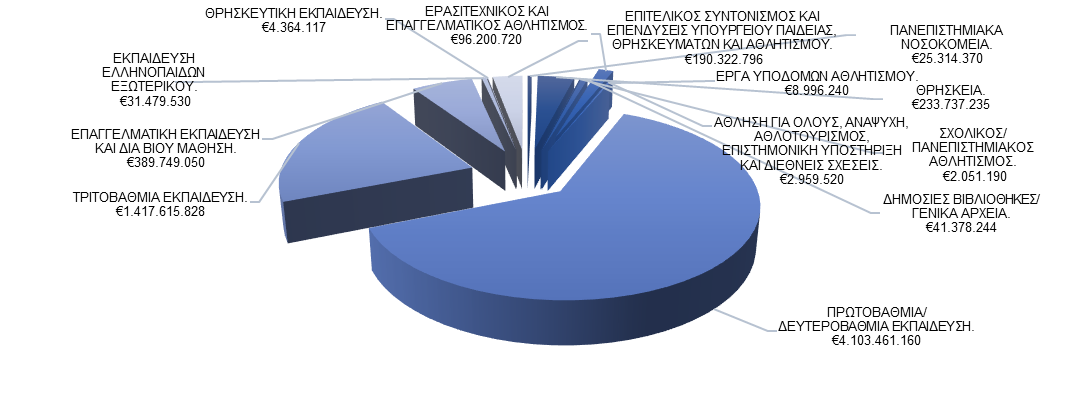 ΘΡΗΣΚΕΥΤΙΚΗ ΕΚΠΑΙΔΕΥΣΗ.
€4.364.117
ΕΡΑΣΙΤΕΧΝΙΚΟΣ ΚΑΙ
ΕΠΑΓΓΕΛΜΑΤΙΚΟΣ ΑΘΛΗΤΙΣΜΟΣ.
€96.200.720
ΕΠΙΤΕΛΙΚΟΣ ΣΥΝΤΟΝΙΣΜΟΣ ΚΑΙ
ΕΠΕΝΔΥΣΕΙΣ ΥΠΟΥΡΓΕΙΟΥ ΠΑΙΔΕΙΑΣ,
ΘΡΗΣΚΕΥΜΑΤΩΝ ΚΑΙ ΑΘΛΗΤΙΣΜΟΥ.
€190.322.796
ΠΑΝΕΠΙΣΤΗΜΙΑΚΑ
ΝΟΣΟΚΟΜΕΙΑ.
€25.314.370
ΕΡΓΑ ΥΠΟΔΟΜΩΝ ΑΘΛΗΤΙΣΜΟΥ.
€8.996.240
ΘΡΗΣΚΕΙΑ.
€233.737.235
ΑΘΛΗΣΗ ΓΙΑ ΟΛΟΥΣ, ΑΝΑΨΥΧΗ,
ΑΘΛΟΤΟΥΡΙΣΜΟΣ,
ΕΠΙΣΤΗΜΟΝΙΚΗ ΥΠΟΣΤΗΡΙΞΗ
ΚΑΙ ΔΙΕΘΝΕΙΣ ΣΧΕΣΕΙΣ.
€2.959.520
ΣΧΟΛΙΚΟΣ/
ΠΑΝΕΠΙΣΤΗΜΙΑΚΟΣ
ΑΘΛΗΤΙΣΜΟΣ.
€2.051.190
ΔΗΜΟΣΙΕΣ ΒΙΒΛΙΟΘΗΚΕΣ/
ΓΕΝΙΚΑ ΑΡΧΕΙΑ.
€41.378.244
ΠΡΩΤΟΒΑΘΜΙΑ/
ΔΕΥΤΕΡΟΒΑΘΜΙΑ ΕΚΠΑΙΔΕΥΣΗ.
€4.103.461.160
ΕΚΠΑΙΔΕΥΣΗ
ΕΛΛΗΝΟΠΑΙΔΩΝ
ΕΞΩΤΕΡΙΚΟΥ.
€31.479.530
ΕΠΑΓΓΕΛΜΑΤΙΚΗ ΕΚΠΑΙΔΕΥΣΗ
ΚΑΙ ΔΙΑ ΒΙΟΥ ΜΑΘΗΣΗ.
€389.749.050
ΤΡΙΤΟΒΑΘΜΙΑ ΕΚΠΑΙΔΕΥΣΗ.
€1.417.615.828